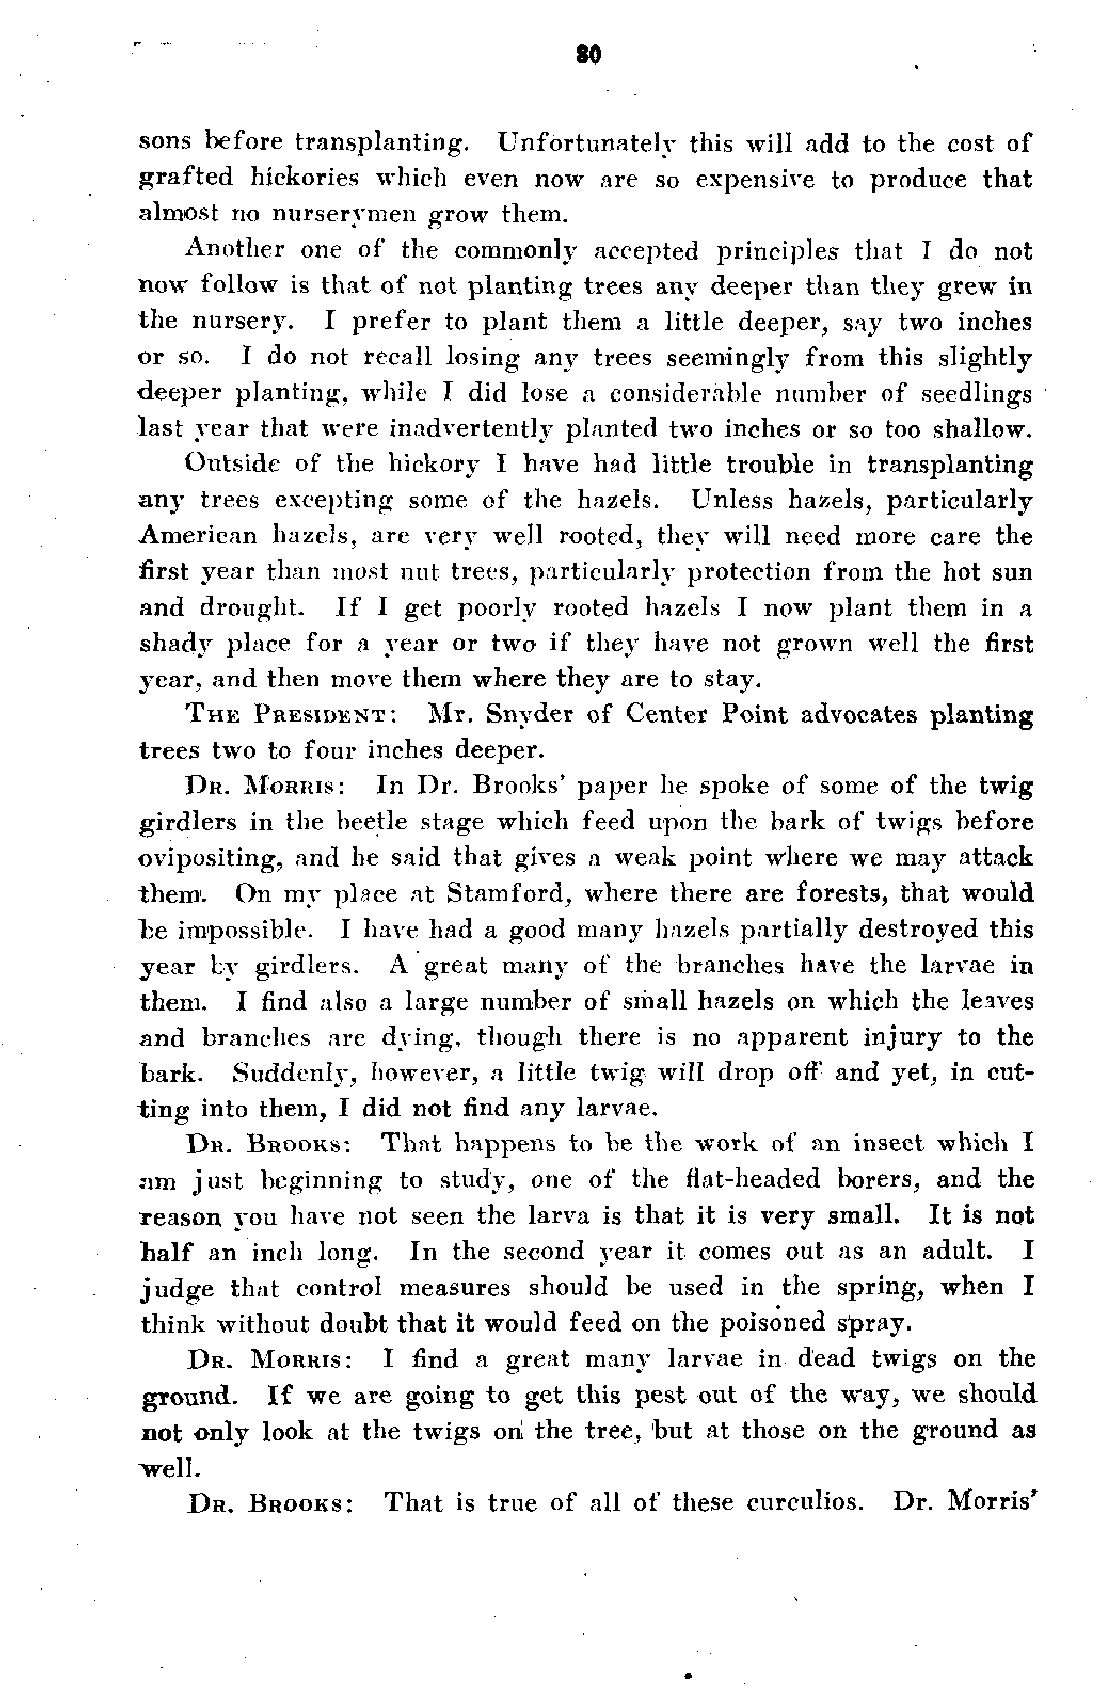 80
sons before transplanting. Unfortunately this will add to the cost of
grafted hickories which even now are so expensive to produce that
almost no nurserymen grow them.
Another one of the commonly accepted principles that I do not
now follow is that of not planting trees any deeper than they grew in
the nursery. I prefer to plant them a little deeper, say two inches
or so. I do not recall losing any trees seemingly from this slightly
deeper planting, while I did lose a considerable number of seedlings
last year that were inadvertently planted two inches or so too shallow.
Outside of the hickory I have had little trouble in transplanting
any trees excepting some of the hazels. Unless hazels, particularly
American hazels, are very well rooted, they will need more care the
first year than most nut trees, particularly protection from the hot sun
and drought. If I get poorly rooted hazels I now plant them in a
shady place for a year or two if they have not grown well the first
year, and then move them where they are to stay.
THE PRESIDENT: Mr. Snyder of Center Point advocates planting
trees two to four inches deeper.
DR. MORRIS: In Dr. Brooks' paper he spoke of some of the twig
girdlers in the beetle stage which feed upon the bark of twigs before
ovipositing, and he said that gives a weak point where we may attack
them. On my place at Stamford, where there are forests, that would
be impossible. I have had a good many hazels partially destroyed this
year by girdlers. A great many of the branches have the larvae in
them. I find also a large number of small hazels on which the leaves
and branches are dying, though there is no apparent injury to the
bark. Suddenly, however, a little twig will drop off and yet, in cut-
ting into them, I did not find any larvae.
DR. BROOKS: That happens to be the work of an insect which I
am just beginning to study, one of the flat-headed borers, and the
reason you have not seen the larva is that it is very small. It is not
half an inch long. In the second year it comes out as an adult. I
judge that control measures should be used in the spring, when I
think without doubt that it would feed on the poisoned spray.
DR. MORRIS: I find a great many larvae in dead twigs on the
ground. If we are going to get this pest out of the way, we should
not only look at the twigs on the tree, but at those on the ground as
well.
DR. BROOKS: That is true of all of these curculios. Dr. Morris'